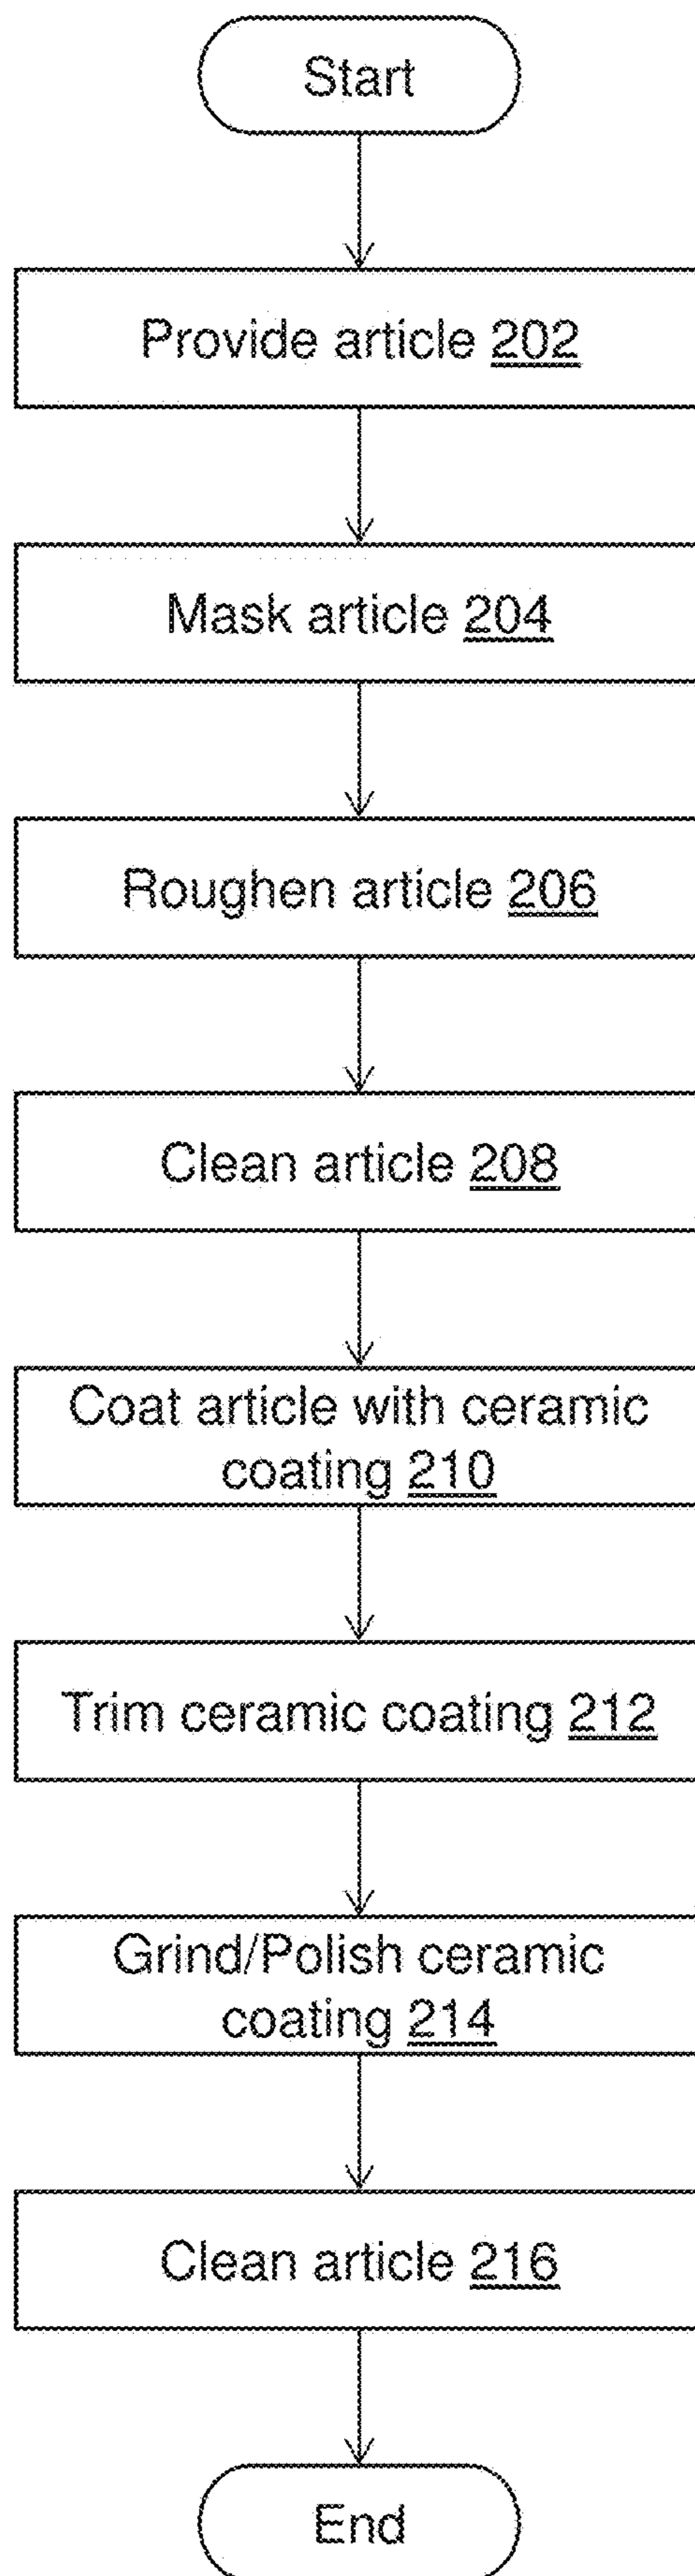 Start
Provide article 202
Mask article 204
Roughen article 206
Clean article 208
Coat article with ceramic
coating 210
Trim ceramic coating 212
Grind/Polish ceramic
coating 214
Clean article 216
End